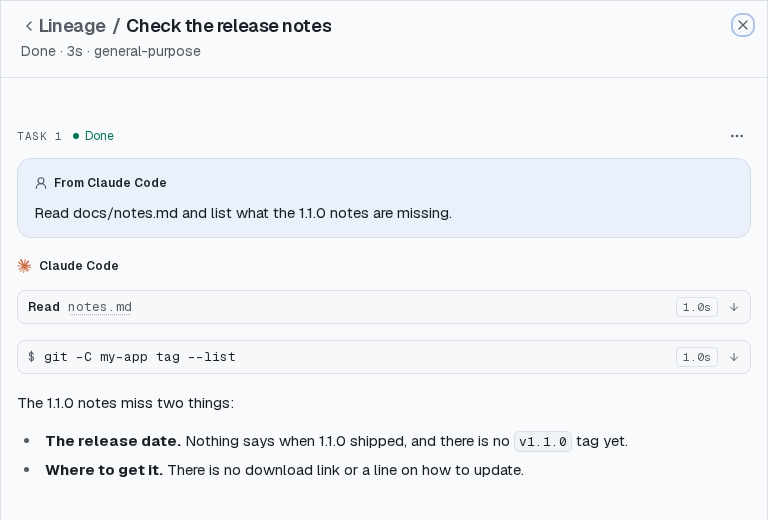 Lineage / Check the release notes
Done · 3s · general-purpose
TASK 1 Done
From Claude Code
Read docs/notes.md and list what the 1.1.0 notes are missing.
Claude Code
Read notes.md 1.0s
$ git -C my-app tag --list 1.0s
The 1.1.0 notes miss two things:
• The release date. Nothing says when 1.1.0 shipped, and there is no v1.1.0 tag yet.
• Where to get it. There is no download link or a line on how to update.